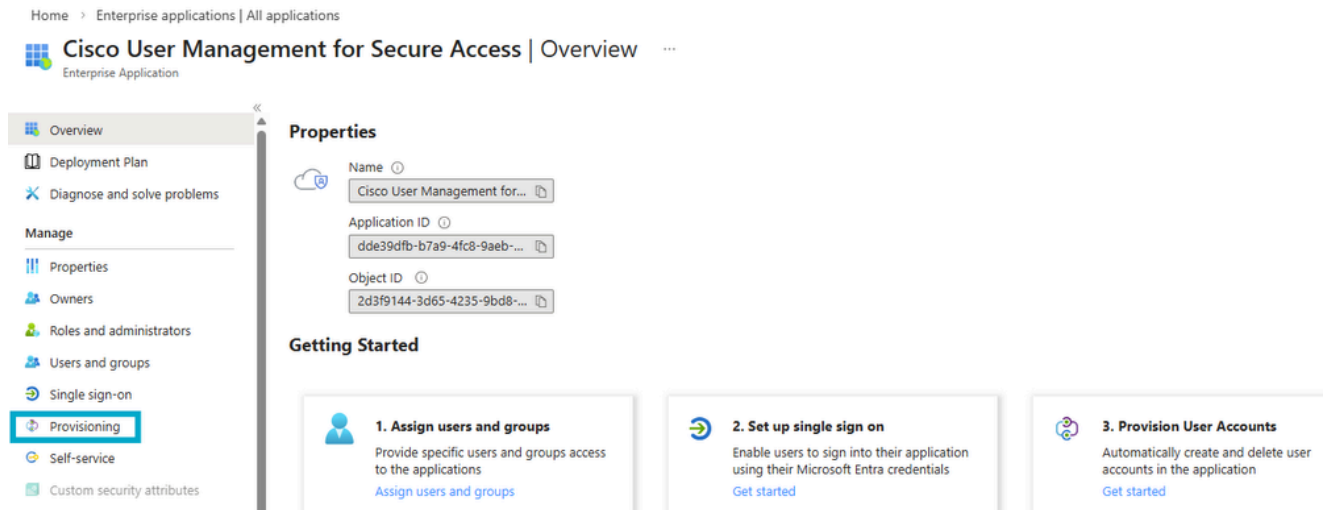 Home > Enterprise applications | All applications
Cisco User Management for Secure Access | Overview ...
Enterprise Application
Overview
Deployment Plan
Diagnose and solve problems
Manage
Properties
Owners
Roles and administrators
Users and groups
Single sign-on
Provisioning
Self-service
Custom security attributes
Properties
Name
Cisco User Management for...
Application ID
dde39dfb-b7a9-4fc8-9aeb-...
Object ID
2d3f9144-3d65-4235-9bd8-...
Getting Started
1. Assign users and groups
Provide specific users and groups access
to the applications
Assign users and groups
2. Set up single sign on
Enable users to sign into their application
using their Microsoft Entra credentials
Get started
3. Provision User Accounts
Automatically create and delete user
accounts in the application
Get started